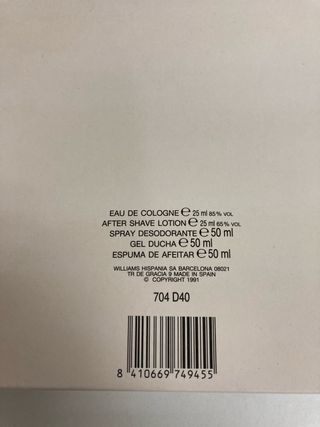 EAU DE COLOGNE ℮ 25 ml 85% VOL
AFTER SHAVE LOTION ℮ 25 ml 65% VOL
SPRAY DESODORANTE ℮ 50 ml
GEL DUCHA ℮ 50 ml
ESPUMA DE AFEITAR ℮ 50 ml
WILLIAMS HISPANIA SA BARCELONA 08021
TR DE GRACIA 9 MADE IN SPAIN
© COPYRIGHT 1991
704 D40
8 410669 749455